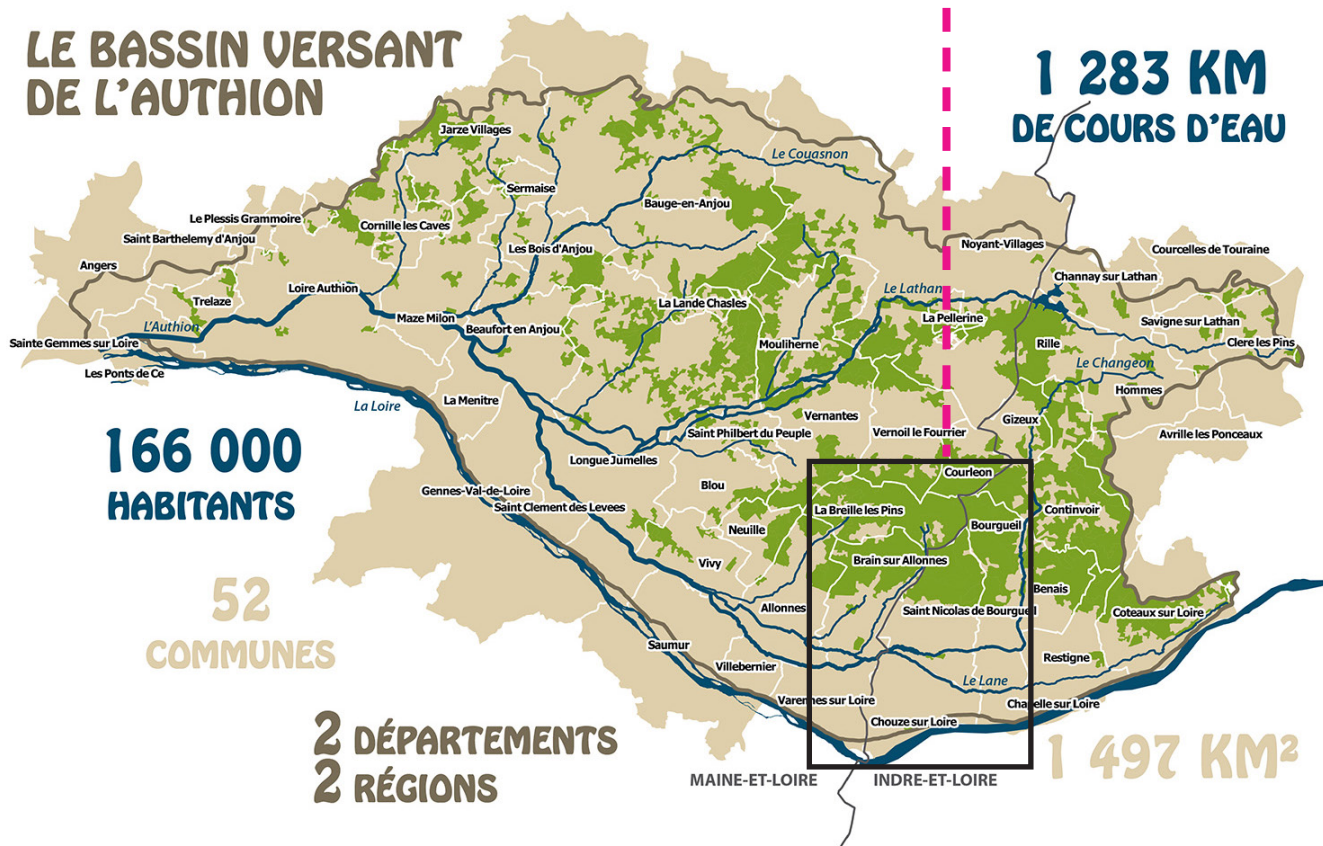 LE BASSIN VERSANT
DE L'AUTHION
1 283 KM
DE COURS D'EAU
Jarze Villages
Le Couasnon
Sermaise
Bauge-en-Anjou
Le Plessis Grammoire
Cornille les Caves
Saint Barthelemy d'Anjou
Les Bois d'Anjou
Noyant-Villages
Courcelles de Touraine
Angers
Channay sur Lathan
Loire Authion
Le Lathan
Trelaze
La Lande Chasles
Maze Milon
La Pellerine
Savigne sur Lathan
L'Authion
Beaufort en Anjou
Sainte Gemmes sur Loire
Mouliherne
Rille
Clere les Pins
Le Changeon
Les Ponts de Ce
Hommes
La Loire
La Menitre
Vernantes
Gizeux
Saint Philbert du Peuple
Vernoil le Fourrier
Avrille les Ponceaux
166 000
HABITANTS
Longue Jumelles
Courleon
Blou
Gennes-Val-de-Loire
Saint Clement des Levees
La Breille les Pins
Continvoir
Neuille
Bourgueil
Vivy
Brain sur Allonnes
Benais
52
COMMUNES
Allonnes
Saint Nicolas de Bourgueil
Coteaux sur Loire
Saumur
Restigne
Villebernier
Le Lane
Varennes sur Loire
Chapelle sur Loire
Chouze sur Loire
2 DÉPARTEMENTS
2 RÉGIONS
1 497 KM²
MAINE-ET-LOIRE
INDRE-ET-LOIRE